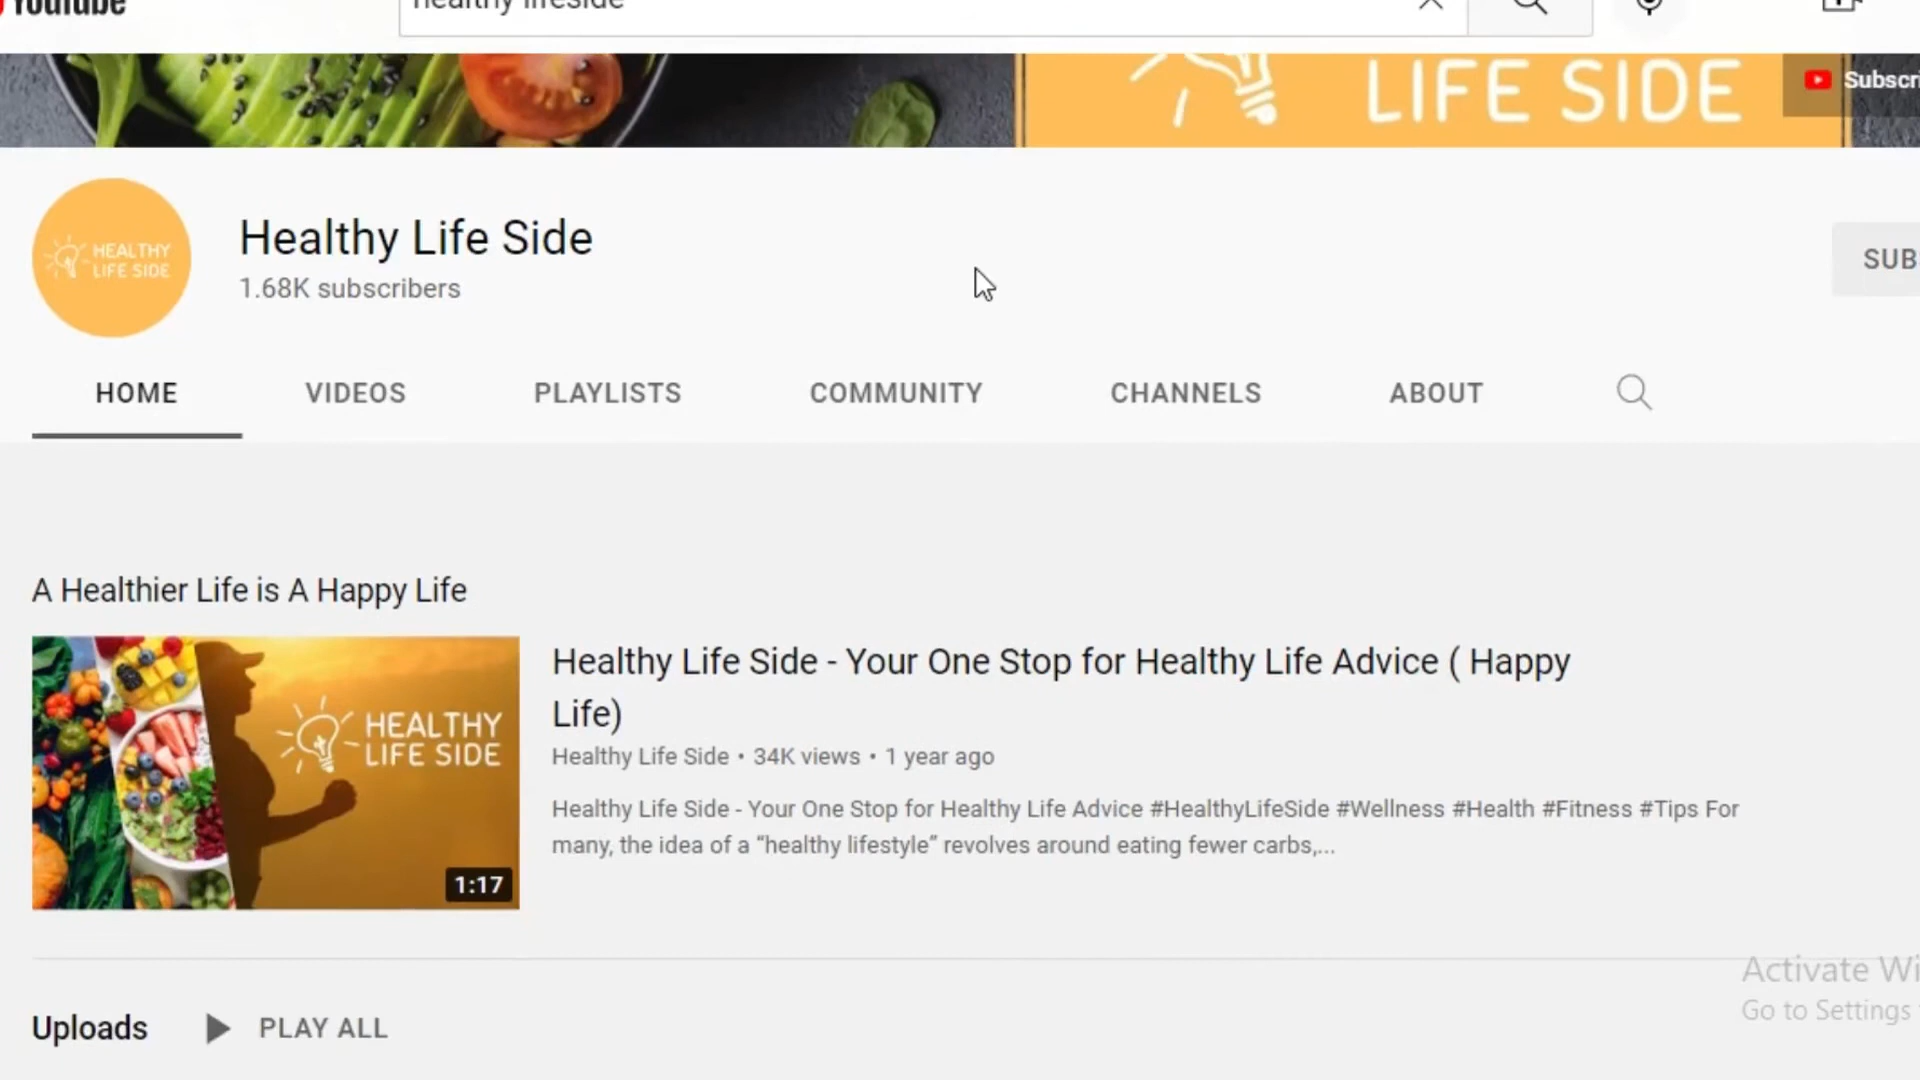 YouTube
healthy lifeside
LIFE SIDE
Subscri
HEALTHY
LIFE SIDE
Healthy Life Side
1.68K subscribers
SUB
HOME VIDEOS PLAYLISTS COMMUNITY CHANNELS ABOUT
A Healthier Life is A Happy Life
HEALTHY
LIFE SIDE
1:17
Healthy Life Side - Your One Stop for Healthy Life Advice ( Happy
Life)
Healthy Life Side • 34K views • 1 year ago
Healthy Life Side - Your One Stop for Healthy Life Advice #HealthyLifeSide #Wellness #Health #Fitness #Tips For
many, the idea of a “healthy lifestyle” revolves around eating fewer carbs,...
Activate Wi
Go to Settings
Uploads PLAY ALL